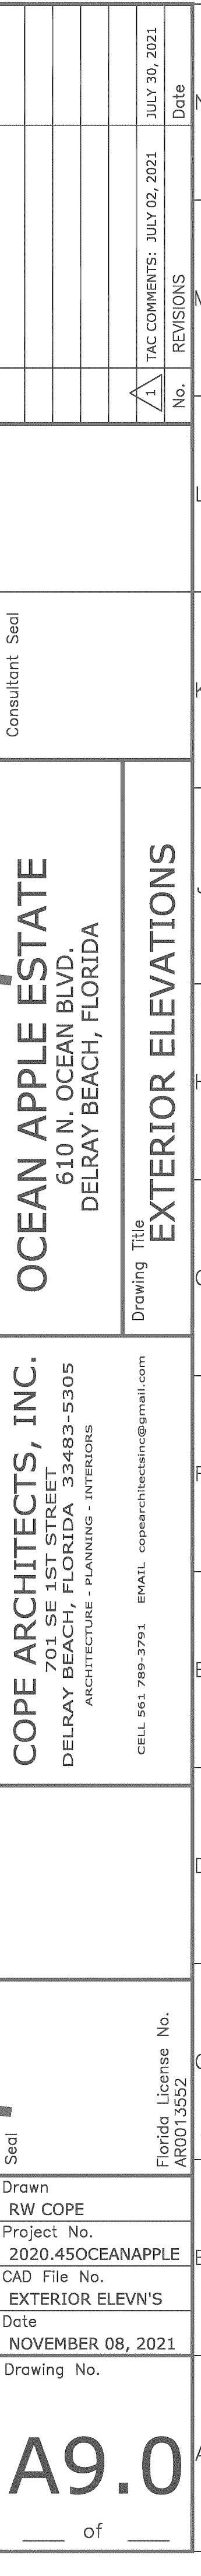 JULY 30, 2021
Date
TAC COMMENTS: JULY 02, 2021
REVISIONS
1
No.
Consultant Seal
OCEAN APPLE ESTATE
610 N. OCEAN BLVD.
DELRAY BEACH, FLORIDA
Drawing Title
EXTERIOR ELEVATIONS
COPE ARCHITECTS, INC.
701 SE 1ST STREET
DELRAY BEACH, FLORIDA 33483-5305
ARCHITECTURE - PLANNING - INTERIORS
CELL 561 789-3791 EMAIL copearchitectsinc@gmail.com
Seal
Florida License No.
AR0013552
Drawn
RW COPE
Project No.
2020.45OCEANAPPLE
CAD File No.
EXTERIOR ELEVN'S
Date
NOVEMBER 08, 2021
Drawing No.
A9.0
of